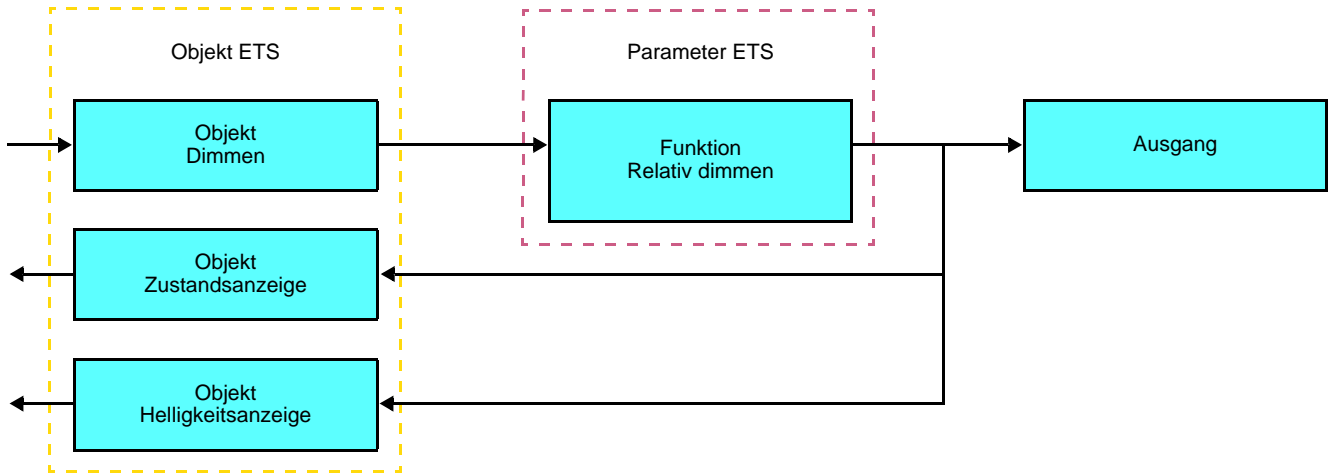 Objekt ETS
Parameter ETS
Objekt
Dimmen
Funktion
Relativ dimmen
Ausgang
Objekt
Zustandsanzeige
Objekt
Helligkeitsanzeige